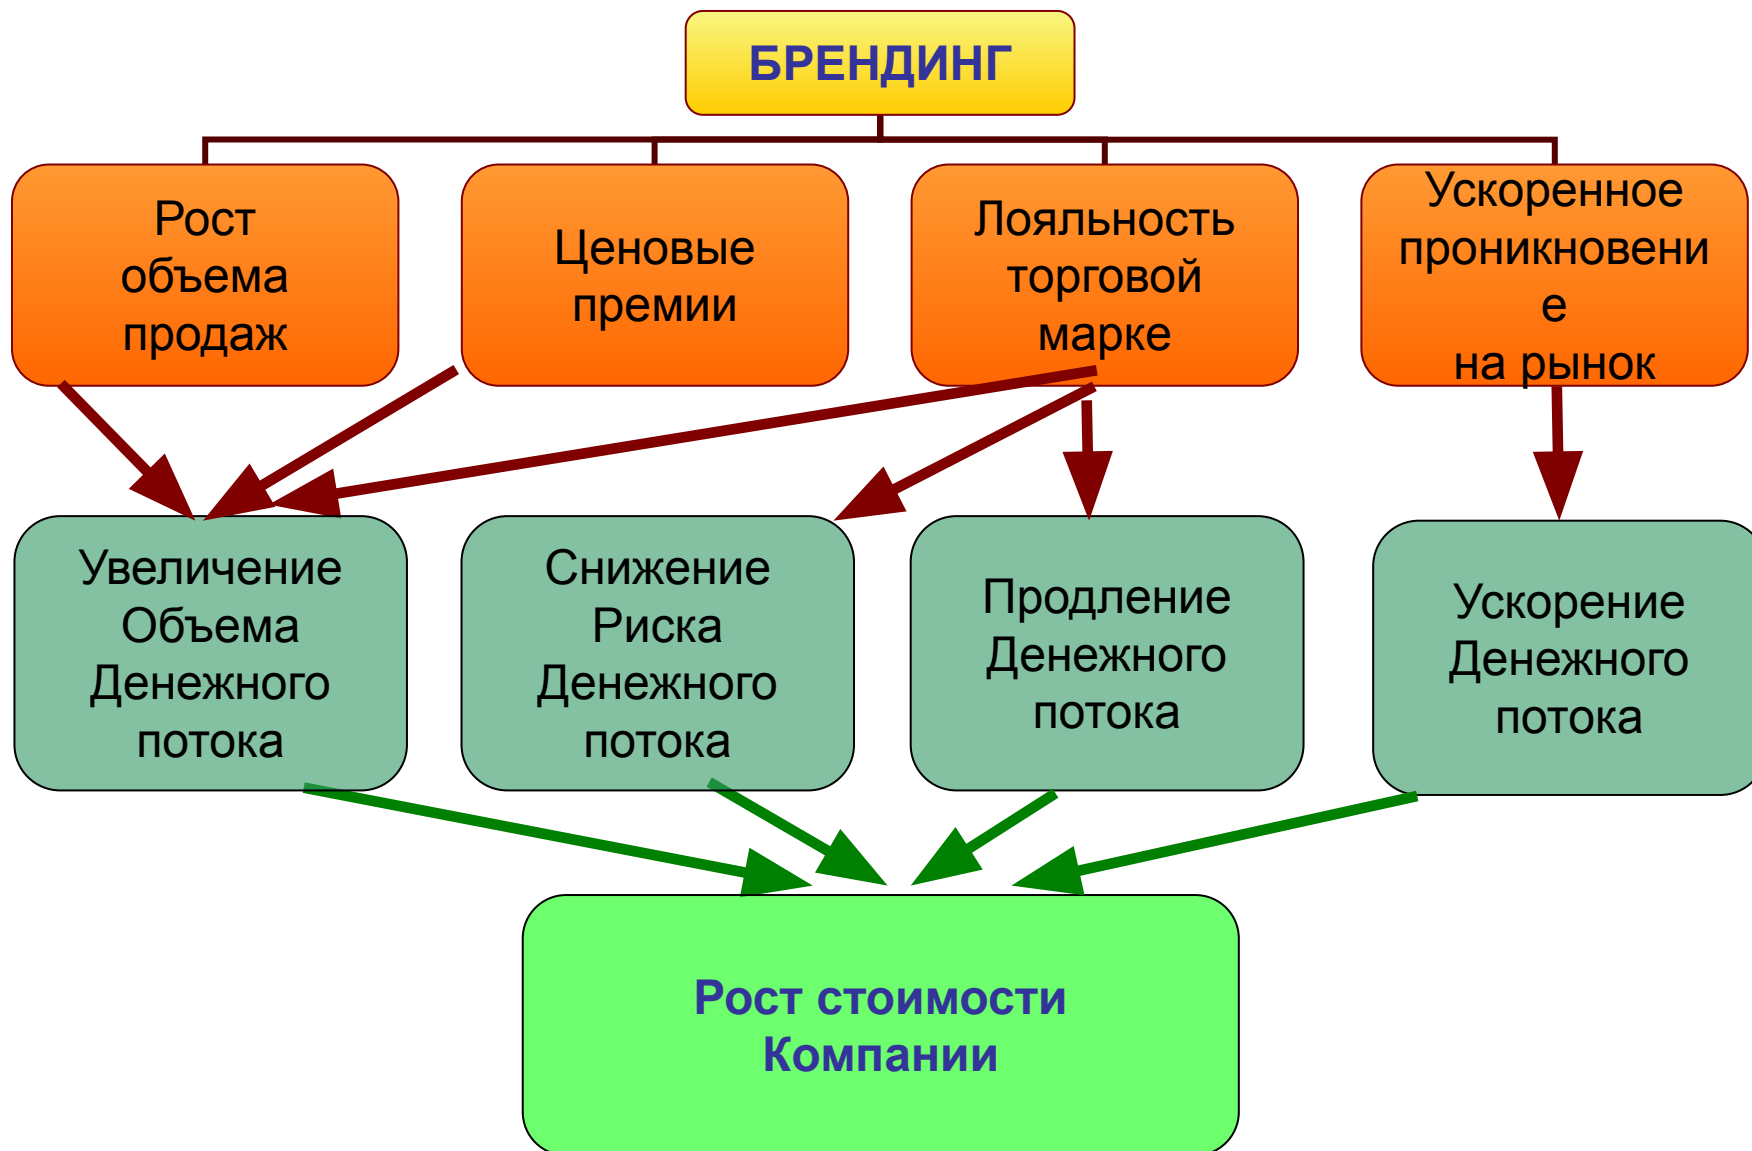 БРЕНДИНГ
Рост
объема
продаж
Ценовые
премии
Лояльность
торговой
марке
Ускоренное
проникновени
е
на рынок
Увеличение
Объема
Денежного
потока
Снижение
Риска
Денежного
потока
Продление
Денежного
потока
Ускорение
Денежного
потока
Рост стоимости
Компании